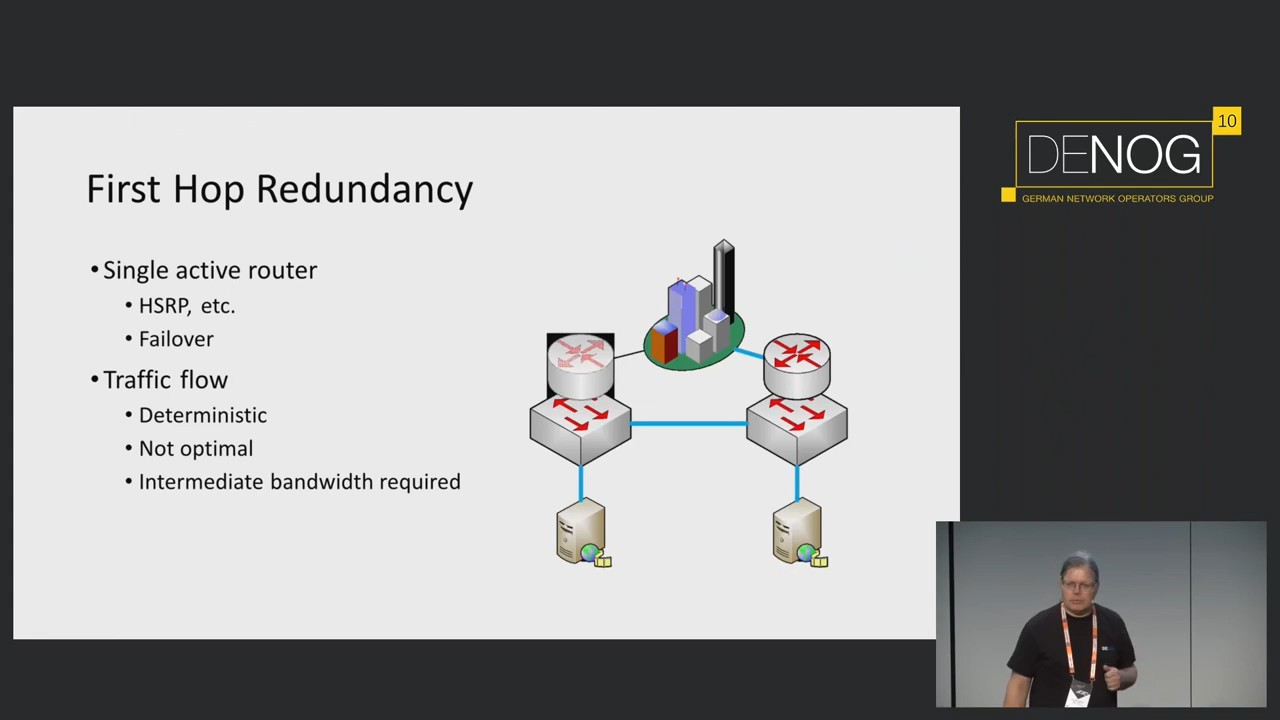 First Hop Redundancy
• Single active router
• HSRP, etc.
• Failover
• Traffic flow
• Deterministic
• Not optimal
• Intermediate bandwidth required
10
DENOG
GERMAN NETWORK OPERATORS GROUP